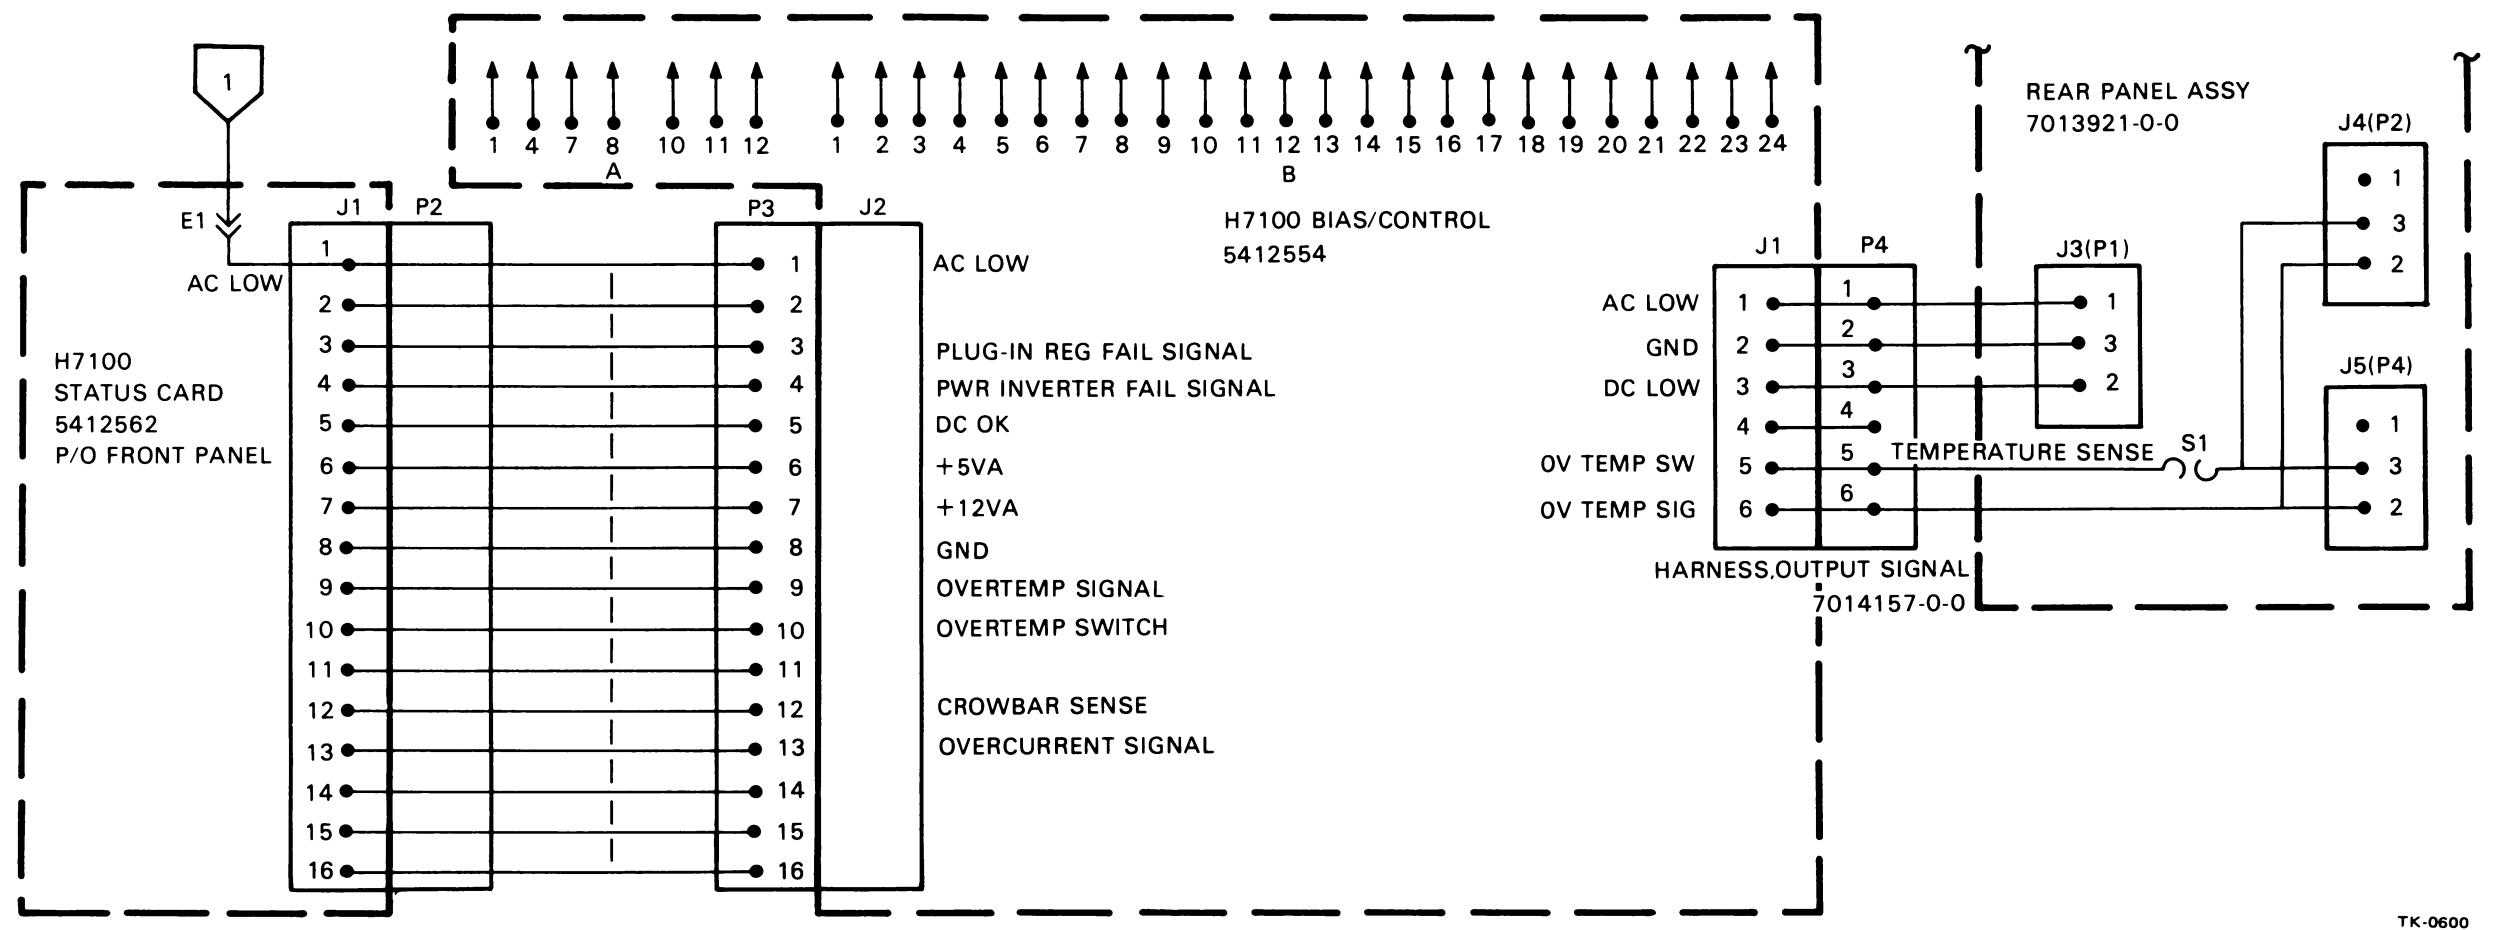 1
1 4 7 8 10 11 12
A
1 2 3 4 5 6 7 8 9 10 11 12 13 14 15 16 17 18 19 20 21 22 23 24
B
REAR PANEL ASSY
7013921-0-0
J4(P2)
1
3
2
E1
AC LOW
H7100
STATUS CARD
5412562
P/O FRONT PANEL
J1 P2
1
2
3
4
5
6
7
8
9
10
11
12
13
14
15
16
P3 J2
1 AC LOW
2
3 PLUG-IN REG FAIL SIGNAL
4 PWR INVERTER FAIL SIGNAL
5 DC OK
6 +5VA
7 +12VA
8 GND
9 OVERTEMP SIGNAL
10 OVERTEMP SWITCH
11
12 CROWBAR SENSE
13 OVERCURRENT SIGNAL
14
15
16
H7100 BIAS/CONTROL
5412554
J1 P4
AC LOW 1 1
GND 2 2
DC LOW 3 3
4 4
OV TEMP SW 5 5
OV TEMP SIG 6 6
TEMPERATURE SENSE
S1
HARNESS,OUTPUT SIGNAL
7014157-0-0
J3(P1)
1
3
2
J5(P4)
1
3
2
TK-0600